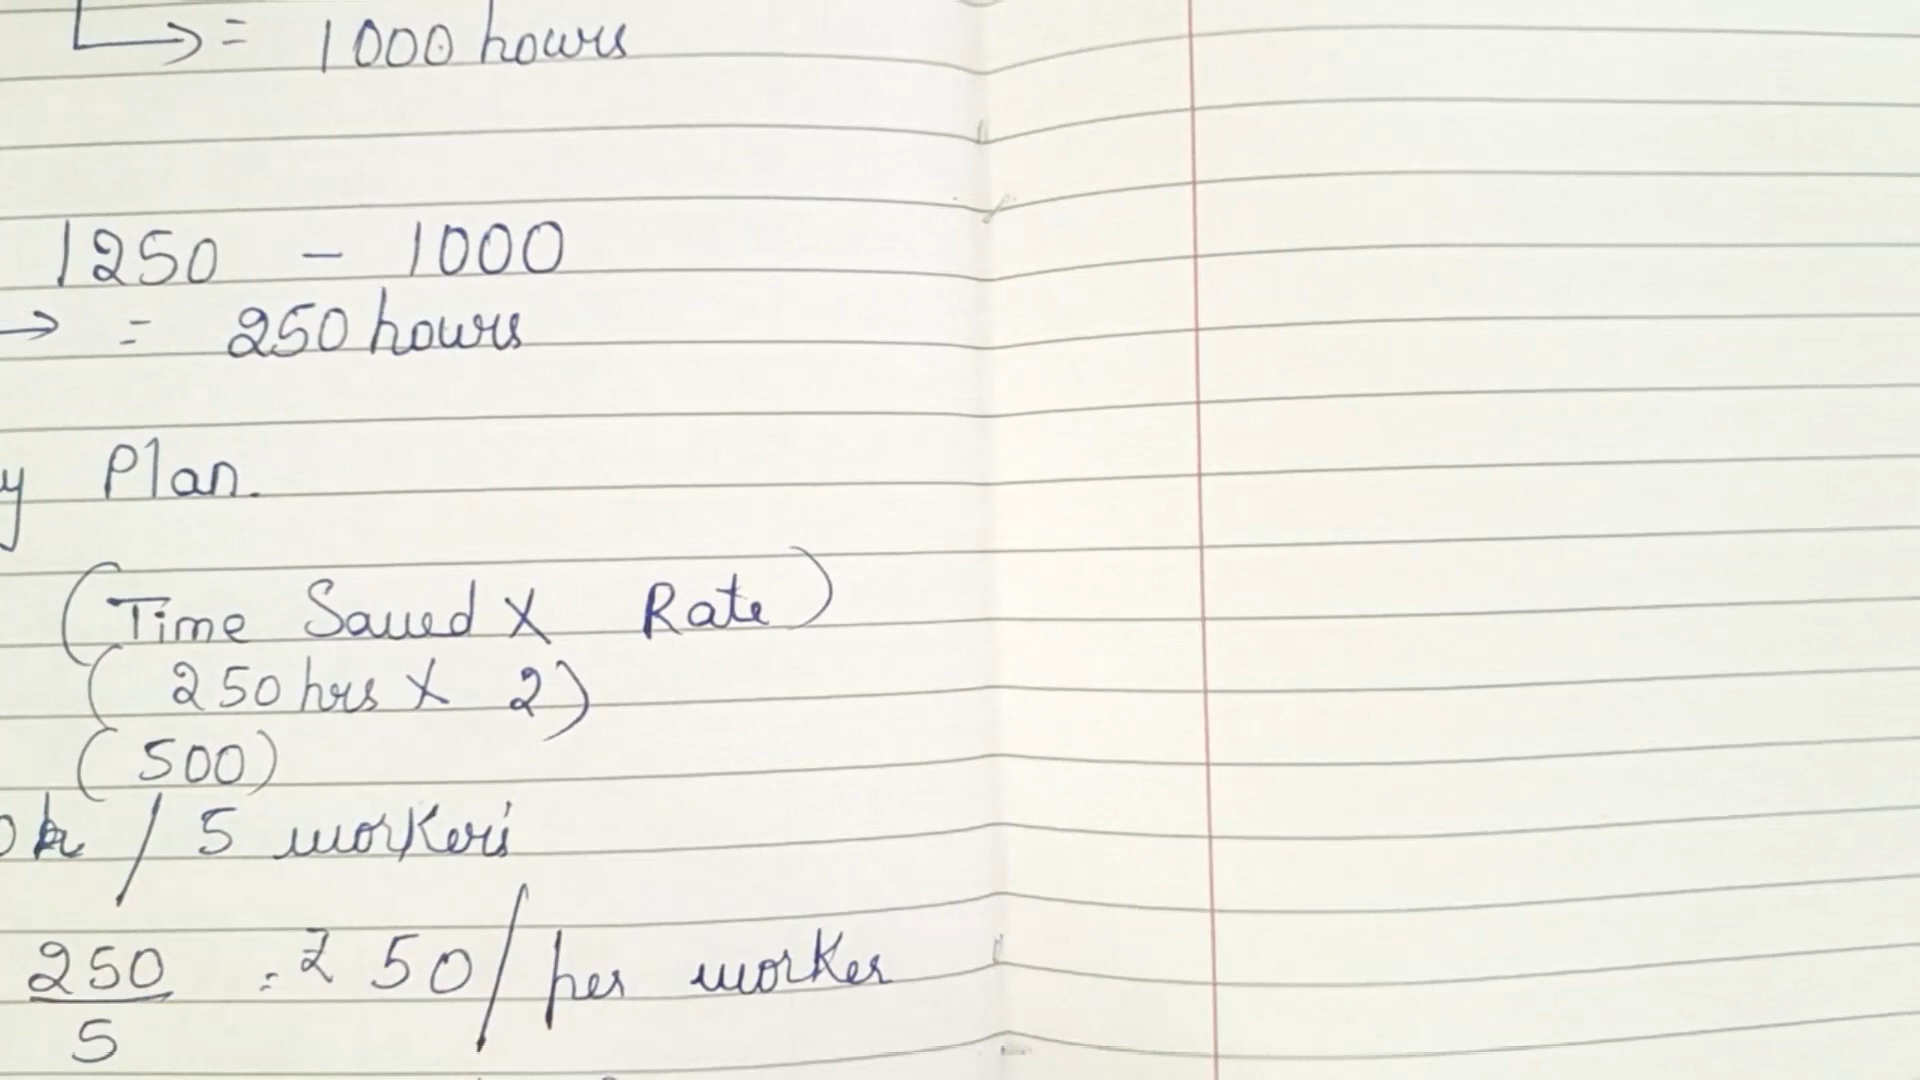 → = 1000 hours
1250 - 1000
→ = 250 hours
y Plan.
(Time Saved X Rate)
(250 hrs X 2)
(500)
/ 5 workers
250 = ₹ 50/ per worker
5